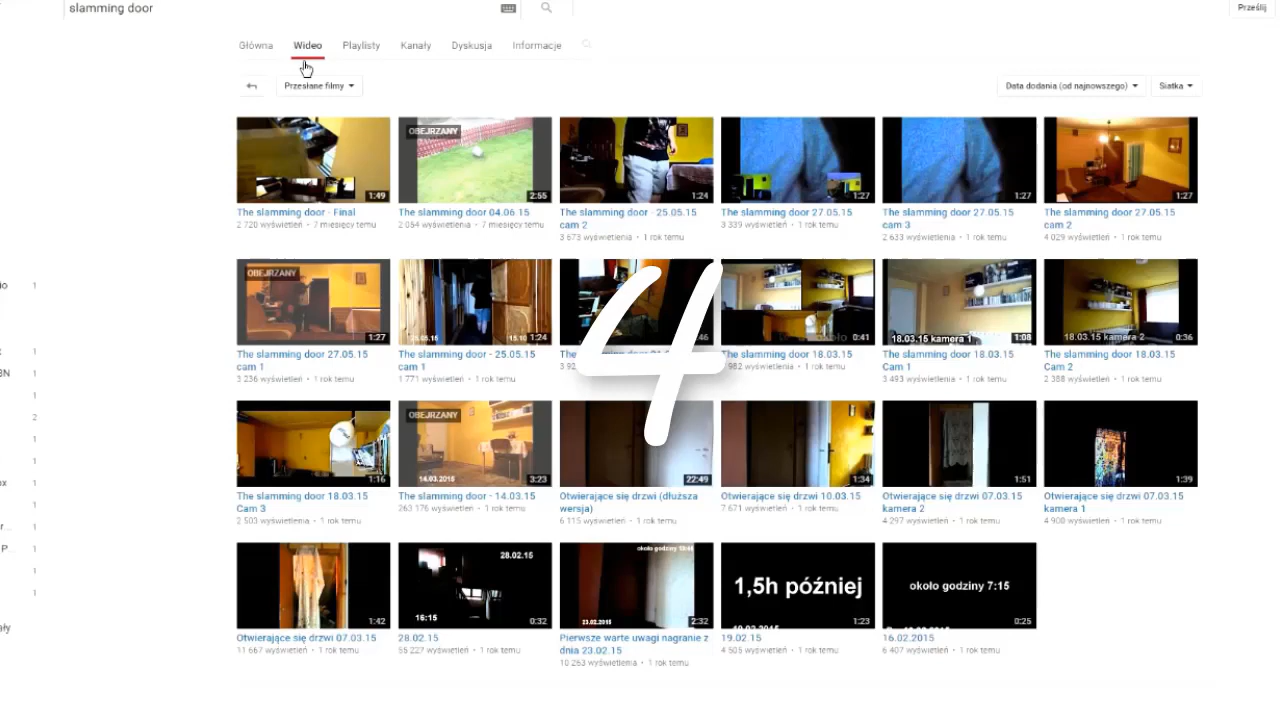 slamming door
Prześlij
Główna Wideo Playlisty Kanały Dyskusja Informacje
Przesłane filmy
Data dodania (od najnowszego) Siatka
1:49
OBEJRZANY
2:55
1:24
1:27
1:27
1:27
The slamming door - Final
2 720 wyświetleń • 7 miesięcy temu
The slamming door 04.06.15
2 054 wyświetlenia • 7 miesięcy temu
The slamming door - 25.05.15
cam 2
3 673 wyświetlenia • 1 rok temu
The slamming door 27.05.15
3 339 wyświetleń • 1 rok temu
The slamming door 27.05.15
cam 3
2 633 wyświetlenia • 1 rok temu
The slamming door 27.05.15
cam 2
4 029 wyświetleń • 1 rok temu
OBEJRZANY
1:27
1:24
4
0:41
18.03.15 kamera 1
1:08
18.03.15 kamera 2
0:36
The slamming door 27.05.15
cam 1
3 236 wyświetleń • 1 rok temu
The slamming door - 25.05.15
cam 1
1 771 wyświetleń • 1 rok temu
The slamming door 18.03.15
982 wyświetlenia • 1 rok temu
The slamming door 18.03.15
Cam 1
3 493 wyświetlenia • 1 rok temu
The slamming door 18.03.15
Cam 2
2 388 wyświetleń • 1 rok temu
1:16
OBEJRZANY
14.03.2015
3:23
22:49
1:34
1:51
1:39
The slamming door 18.03.15
Cam 3
2 503 wyświetlenia • 1 rok temu
The slamming door - 14.03.15
263 176 wyświetleń • 1 rok temu
Otwierające się drzwi (dłuższa
wersja)
6 115 wyświetleń • 1 rok temu
Otwierające się drzwi 10.03.15
7 671 wyświetleń • 1 rok temu
Otwierające się drzwi 07.03.15
kamera 2
4 297 wyświetleń • 1 rok temu
Otwierające się drzwi 07.03.15
kamera 1
4 900 wyświetleń • 1 rok temu
1:42
28.02.15
16:15
0:32
około godziny
23.02.2015
2:32
1,5h później
19.02.2015
1:23
około godziny 7:15
0:25
Otwierające się drzwi 07.03.15
11 667 wyświetleń • 1 rok temu
28.02.15
55 227 wyświetleń • 1 rok temu
Pierwsze warte uwagi nagranie z
dnia 23.02.15
10 263 wyświetlenia • 1 rok temu
19.02.15
4 505 wyświetleń • 1 rok temu
16.02.2015
6 407 wyświetleń • 1 rok temu